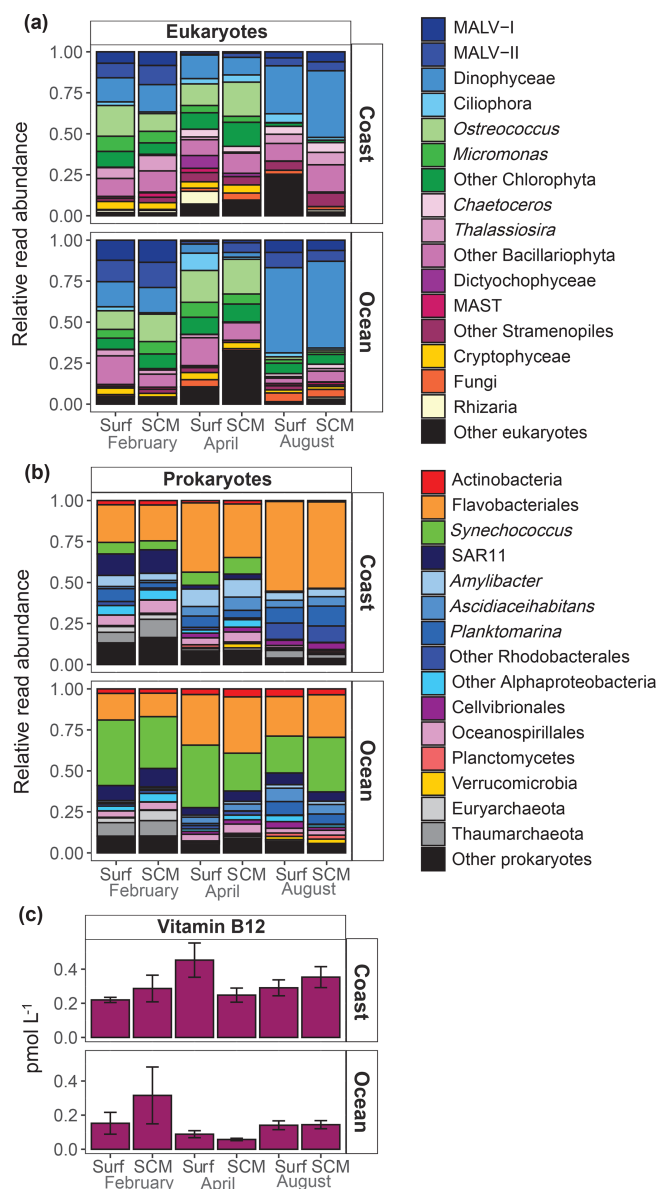 (a)
Eukaryotes
1.00
0.75
0.50
0.25
0.00
Coast
1.00
0.75
0.50
0.25
0.00
Ocean
Relative read abundance
Surf SCM Surf SCM Surf SCM
February April August
MALV−I
MALV−II
Dinophyceae
Ciliophora
Ostreococcus
Micromonas
Other Chlorophyta
Chaetoceros
Thalassiosira
Other Bacillariophyta
Dictyochophyceae
MAST
Other Stramenopiles
Cryptophyceae
Fungi
Rhizaria
Other eukaryotes
(b)
Prokaryotes
1.00
0.75
0.50
0.25
0.00
Coast
1.00
0.75
0.50
0.25
0.00
Ocean
Relative read abundance
Surf SCM Surf SCM Surf SCM
February April August
Actinobacteria
Flavobacteriales
Synechococcus
SAR11
Amylibacter
Ascidiaceihabitans
Planktomarina
Other Rhodobacterales
Other Alphaproteobacteria
Cellvibrionales
Oceanospirillales
Planctomycetes
Verrucomicrobia
Euryarchaeota
Thaumarchaeota
Other prokaryotes
(c)
Vitamin B12
0.4
0.2
0.0
Coast
0.4
0.2
0.0
Ocean
pmol L-1
Surf SCM Surf SCM Surf SCM
February April August